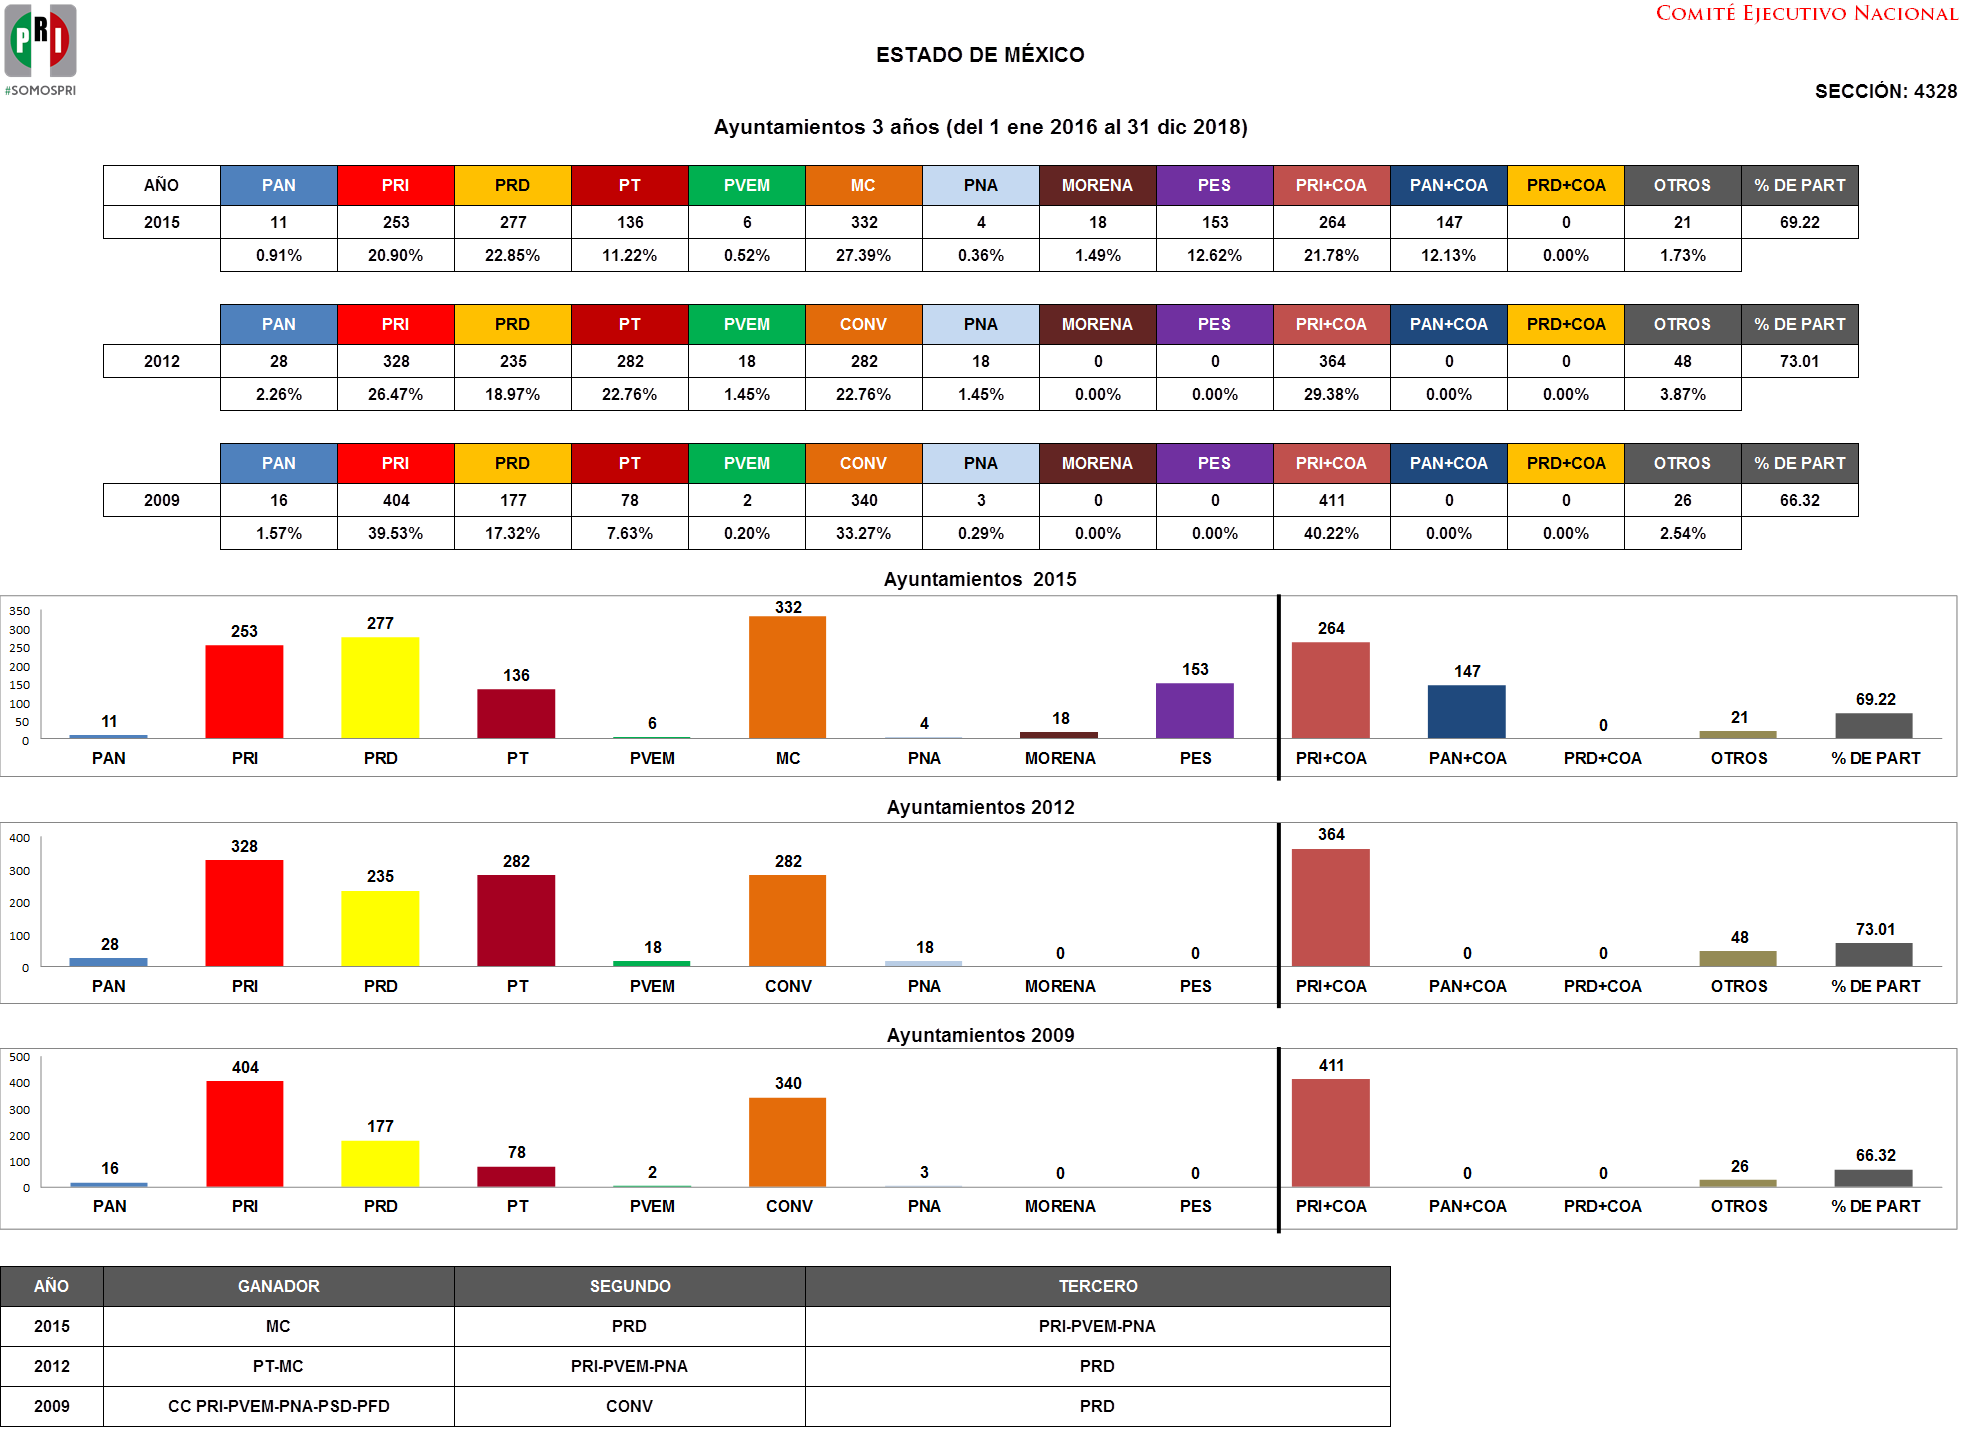 COMITÉ EJECUTIVO NACIONAL
PRI
#SOMOSPRI
ESTADO DE MÉXICO
SECCIÓN: 4328
Ayuntamientos 3 años (del 1 ene 2016 al 31 dic 2018)
AÑO PAN PRI PRD PT PVEM MC PNA MORENA PES PRI+COA PAN+COA PRD+COA OTROS % DE PART
2015 11 253 277 136 6 332 4 18 153 264 147 0 21 69.22
0.91% 20.90% 22.85% 11.22% 0.52% 27.39% 0.36% 1.49% 12.62% 21.78% 12.13% 0.00% 1.73%
PAN PRI PRD PT PVEM CONV PNA MORENA PES PRI+COA PAN+COA PRD+COA OTROS % DE PART
2012 28 328 235 282 18 282 18 0 0 364 0 0 48 73.01
2.26% 26.47% 18.97% 22.76% 1.45% 22.76% 1.45% 0.00% 0.00% 29.38% 0.00% 0.00% 3.87%
PAN PRI PRD PT PVEM CONV PNA MORENA PES PRI+COA PAN+COA PRD+COA OTROS % DE PART
2009 16 404 177 78 2 340 3 0 0 411 0 0 26 66.32
1.57% 39.53% 17.32% 7.63% 0.20% 33.27% 0.29% 0.00% 0.00% 40.22% 0.00% 0.00% 2.54%
Ayuntamientos 2015
350
300
250
200
150
100
50
0
11 253 277 136 6 332 4 18 153 264 147 0 21 69.22
PAN PRI PRD PT PVEM MC PNA MORENA PES PRI+COA PAN+COA PRD+COA OTROS % DE PART
Ayuntamientos 2012
400
300
200
100
0
28 328 235 282 18 282 18 0 0 364 0 0 48 73.01
PAN PRI PRD PT PVEM CONV PNA MORENA PES PRI+COA PAN+COA PRD+COA OTROS % DE PART
Ayuntamientos 2009
500
400
300
200
100
0
16 404 177 78 2 340 3 0 0 411 0 0 26 66.32
PAN PRI PRD PT PVEM CONV PNA MORENA PES PRI+COA PAN+COA PRD+COA OTROS % DE PART
AÑO GANADOR SEGUNDO TERCERO
2015 MC PRD PRI-PVEM-PNA
2012 PT-MC PRI-PVEM-PNA PRD
2009 CC PRI-PVEM-PNA-PSD-PFD CONV PRD